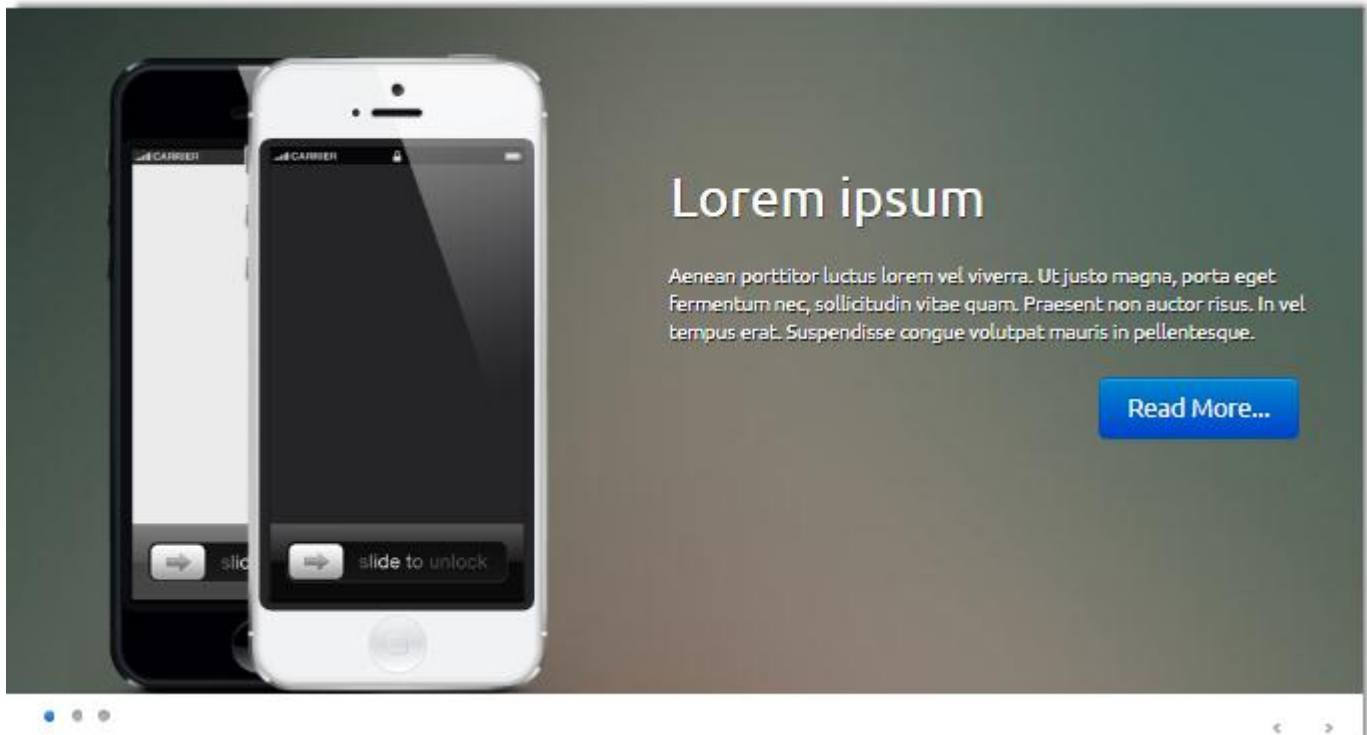 CARRIER
CARRIER
Lorem ipsum
Aenean porttitor luctus lorem vel viverra. Ut justo magna, porta eget
fermentum nec, sollicitudin vitae quam. Praesent non auctor risus. In vel
tempus erat. Suspendisse congue volutpat mauris in pellentesque.
Read More...
slid
slide to unlock